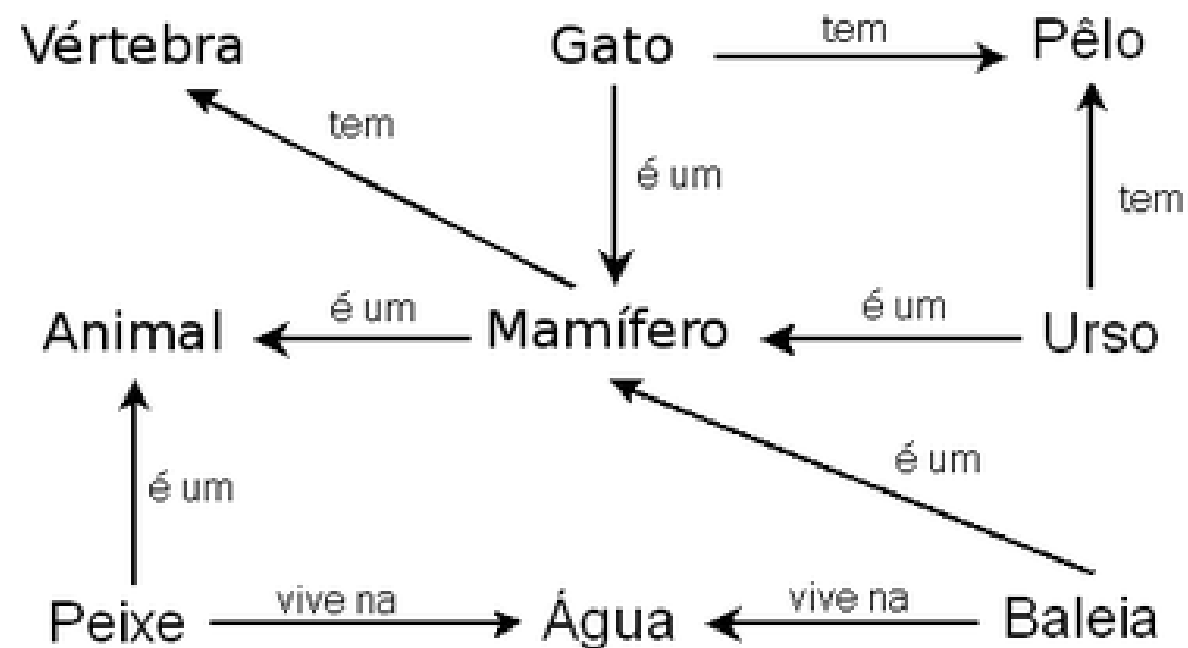 Vértebra
Gato
tem
Pêlo
tem
é um
tem
Animal
é um
Mamífero
é um
Urso
é um
é um
Peixe
vive na
Água
vive na
Baleia